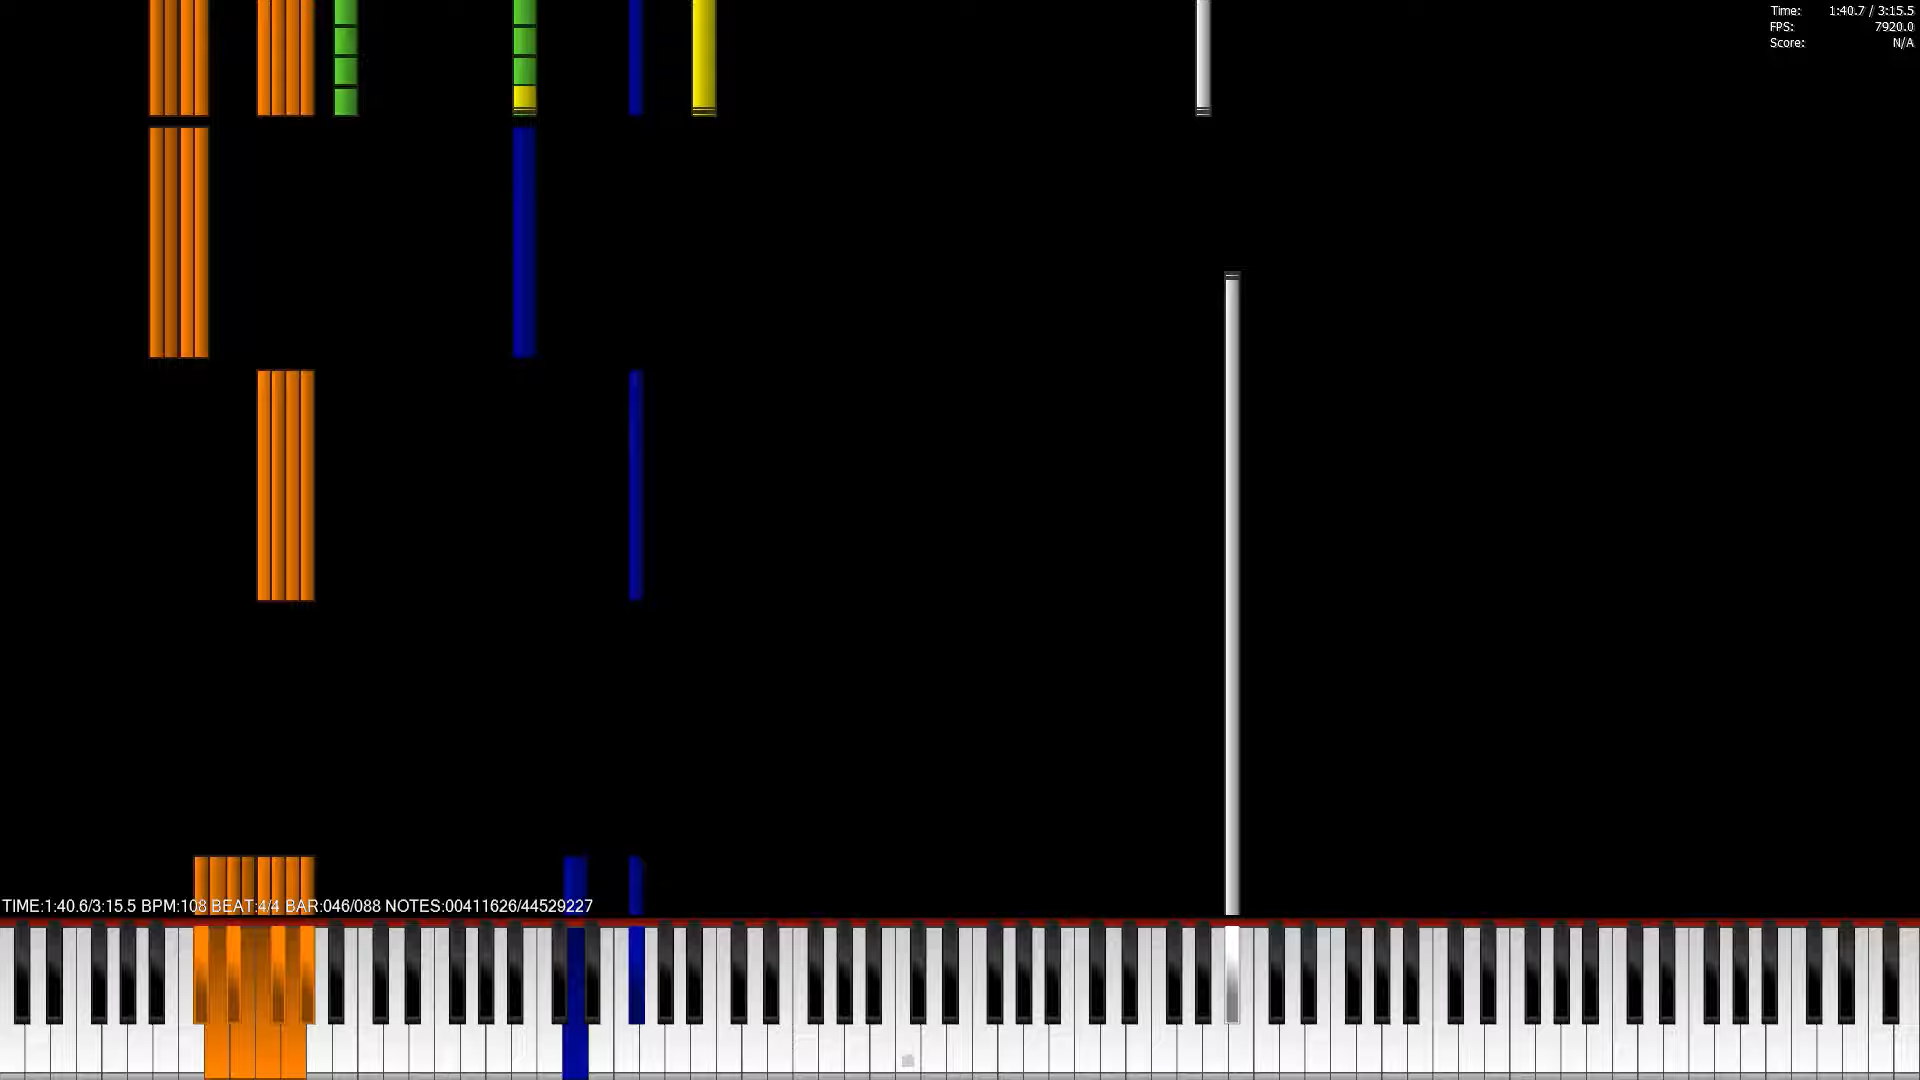 Time: 1:40.7 / 3:15.5
FPS: 7920.0
Score: N/A
TIME:1:40.6/3:15.5 BPM:108 BEAT:4/4 BAR:046/088 NOTES:00411626/44529227